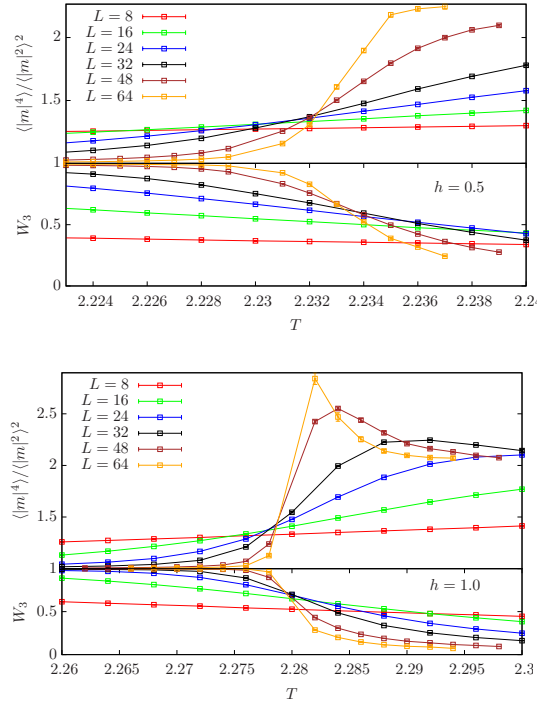 L = 8
L = 16
L = 24
L = 32
L = 48
L = 64
⟨|m|⁴⟩/⟨|m|²⟩²
2
1.5
1
h = 0.5
W₃
0.5
0
2.224 2.226 2.228 2.23 2.232 2.234 2.236 2.238 2.24
T
L = 8
L = 16
L = 24
L = 32
L = 48
L = 64
⟨|m|⁴⟩/⟨|m|²⟩²
2.5
2
1.5
1
h = 1.0
W₃
0.5
0
2.26 2.265 2.27 2.275 2.28 2.285 2.29 2.295 2.3
T